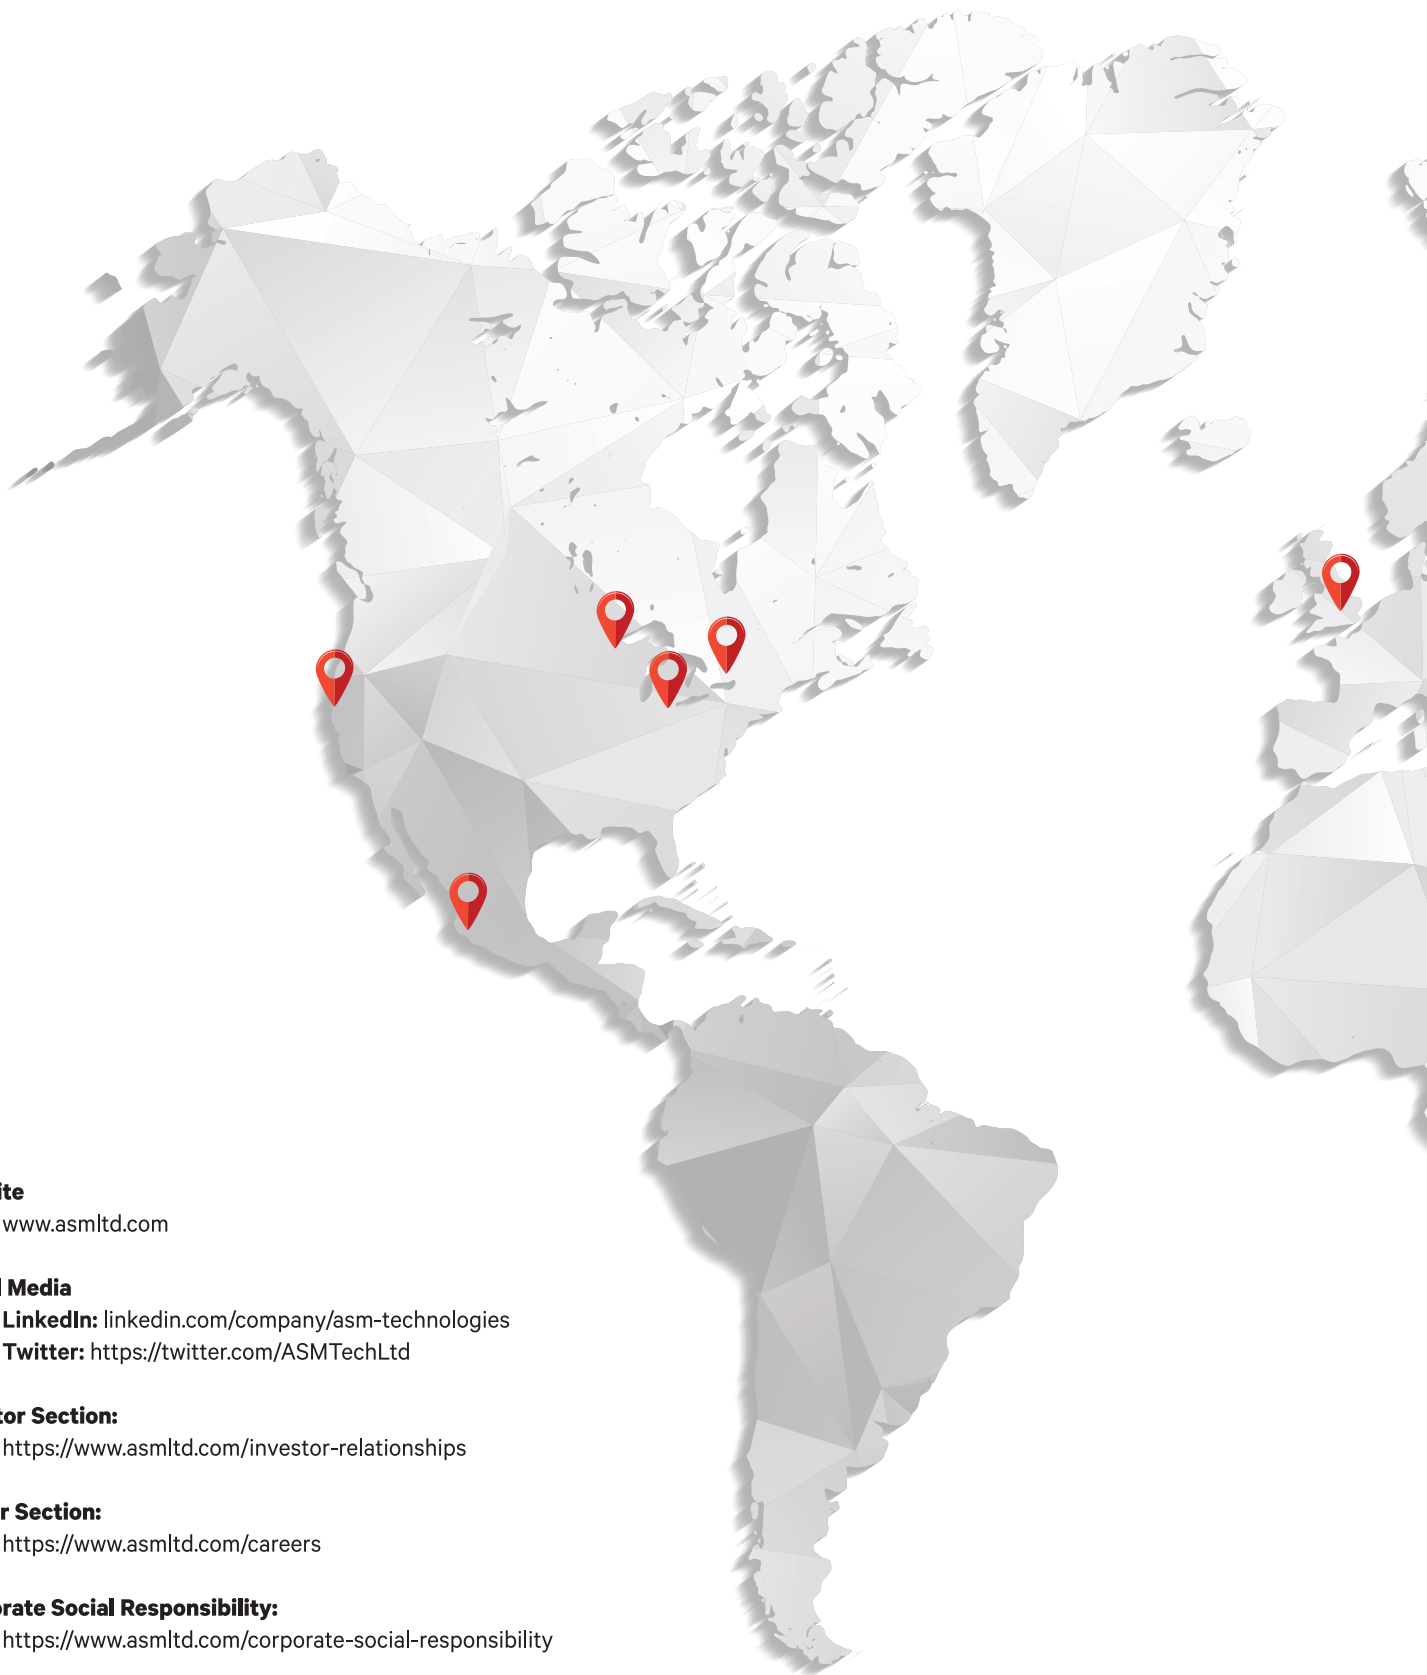 ite
www.asmltd.com
l Media
LinkedIn: linkedin.com/company/asm-technologies
Twitter: https://twitter.com/ASMTechLtd
tor Section:
https://www.asmltd.com/investor-relationships
r Section:
https://www.asmltd.com/careers
orate Social Responsibility:
https://www.asmltd.com/corporate-social-responsibility